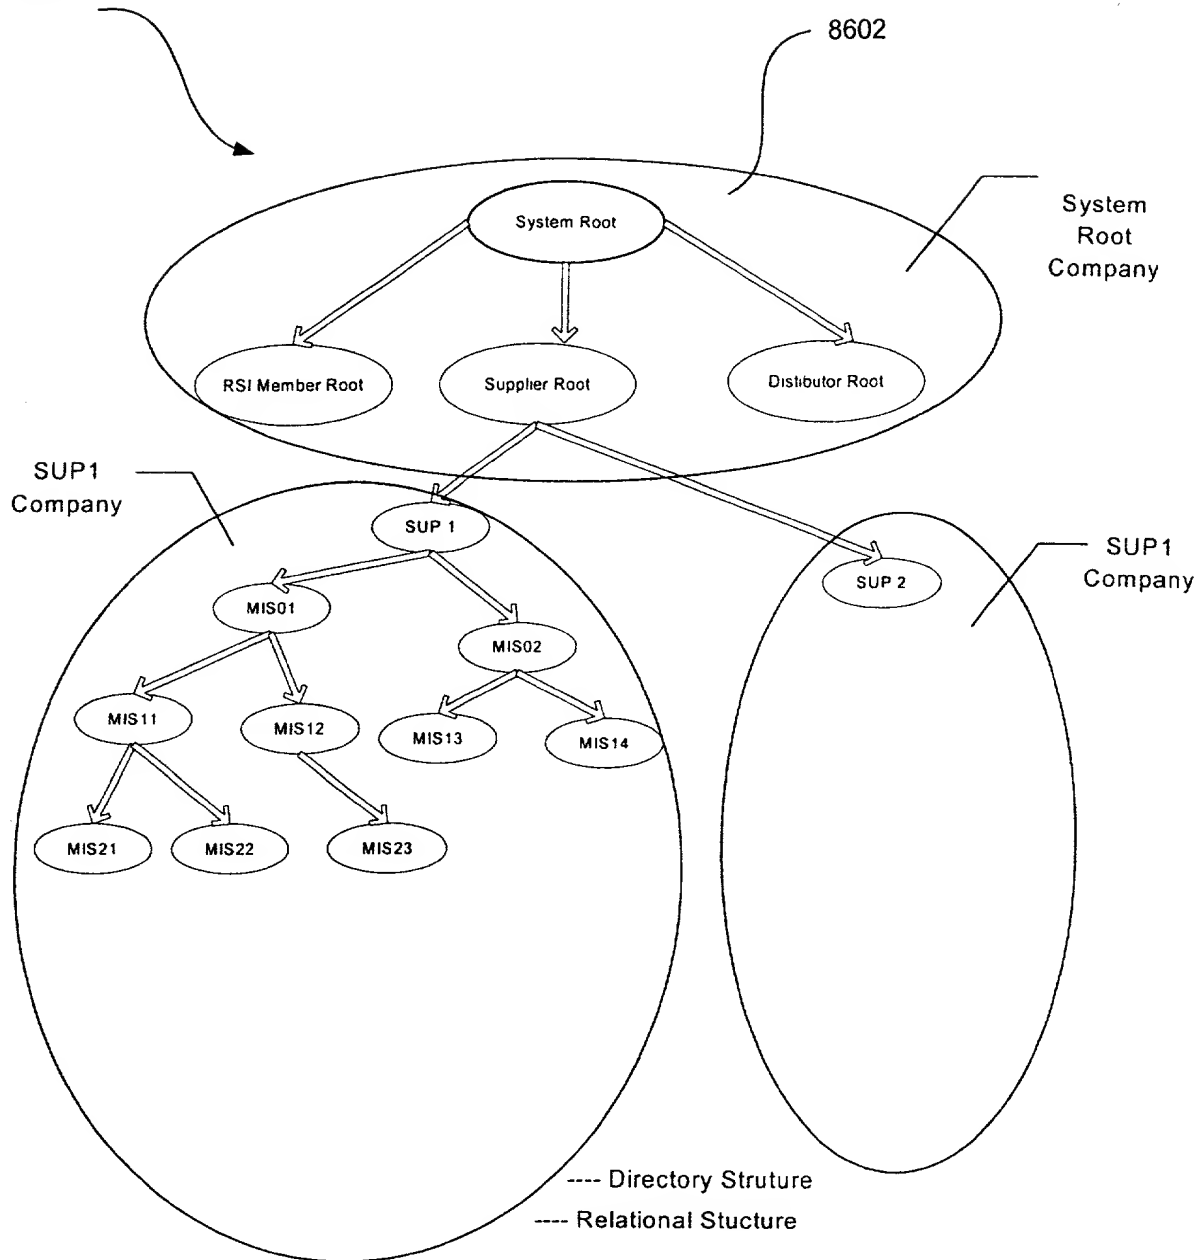 8602
System Root
System
Root
Company
RSI Member Root
Supplier Root
Distibutor Root
SUP1
Company
SUP 1
SUP1
Company
SUP 2
MIS01
MIS02
MIS11
MIS12
MIS13
MIS14
MIS21
MIS22
MIS23
---- Directory Struture
---- Relational Stucture